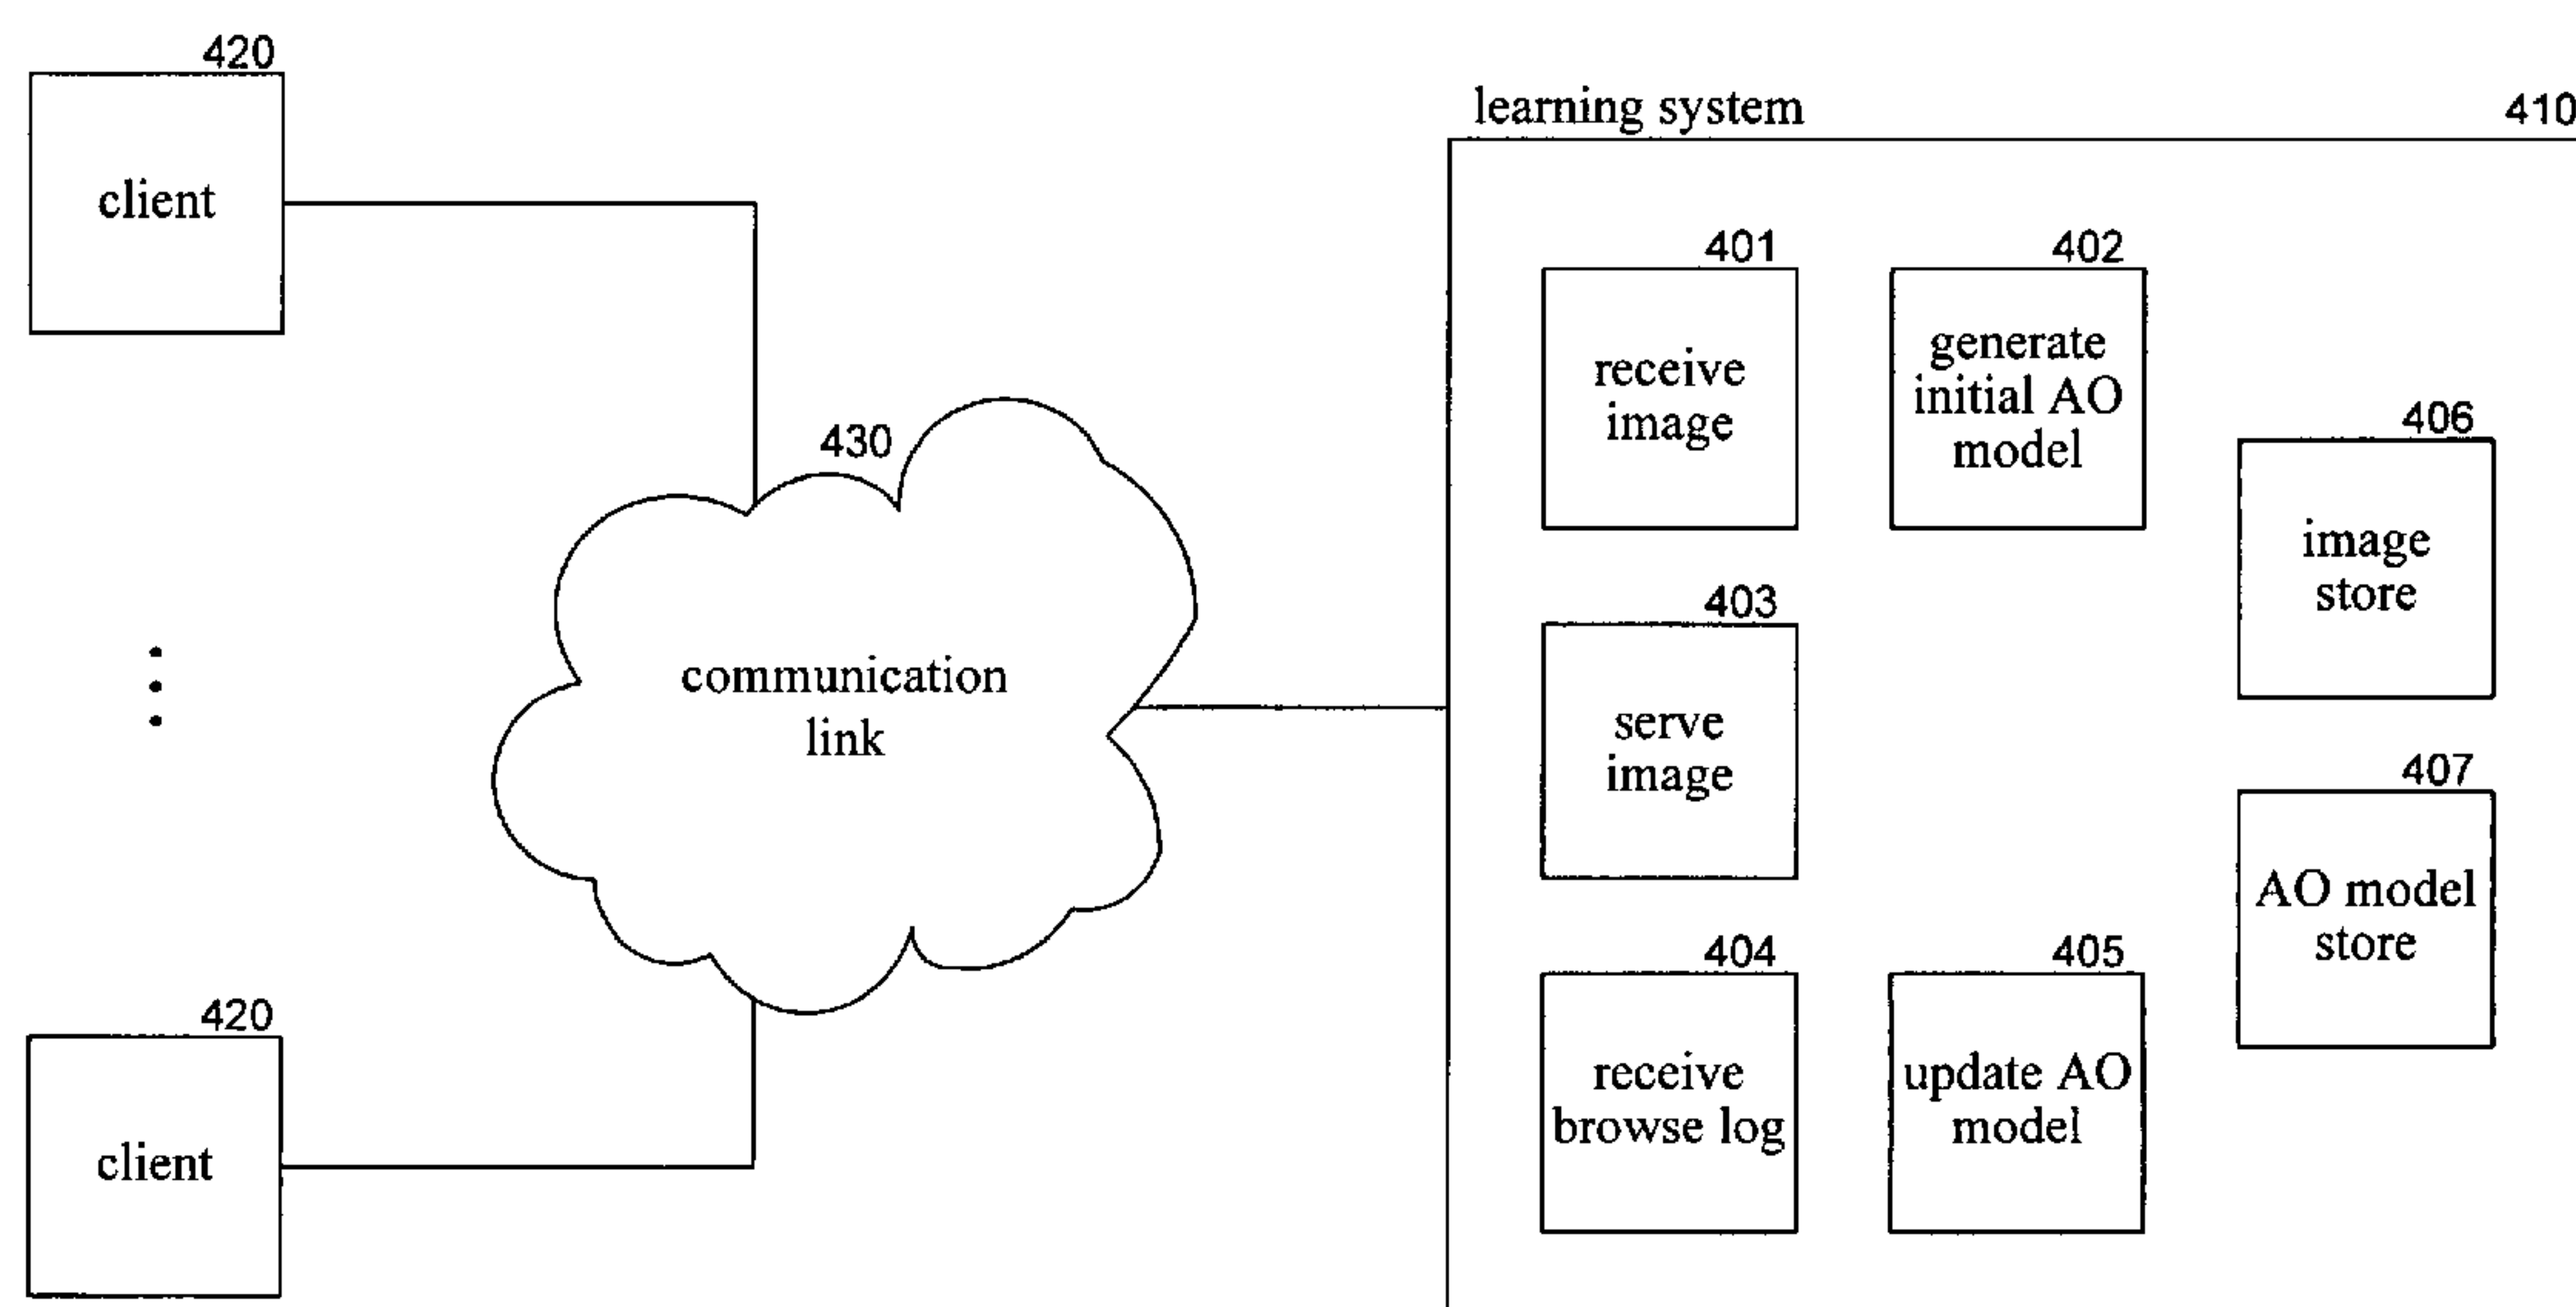 420
client
learning system
410
401
receive
image
402
generate
initial AO
model
406
image
store
430
communication
link
403
serve
image
407
AO model
store
404
receive
browse log
405
update AO
model
420
client